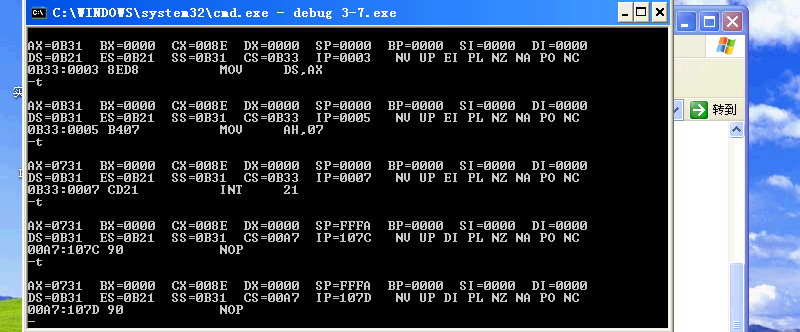 C:\WINDOWS\system32\cmd.exe - debug 3-7.exe
AX=0B31 BX=0000 CX=008E DX=0000 SP=0000 BP=0000 SI=0000 DI=0000
DS=0B21 ES=0B21 SS=0B31 CS=0B33 IP=0003 NV UP EI PL NZ NA PO NC
0B33:0003 8ED8 MOV DS,AX
-t
AX=0B31 BX=0000 CX=008E DX=0000 SP=0000 BP=0000 SI=0000 DI=0000
DS=0B31 ES=0B21 SS=0B31 CS=0B33 IP=0005 NV UP EI PL NZ NA PO NC
0B33:0005 B407 MOV AH,07
-t
AX=0731 BX=0000 CX=008E DX=0000 SP=0000 BP=0000 SI=0000 DI=0000
DS=0B31 ES=0B21 SS=0B31 CS=0B33 IP=0007 NV UP EI PL NZ NA PO NC
0B33:0007 CD21 INT 21
-t
AX=0731 BX=0000 CX=008E DX=0000 SP=FFFA BP=0000 SI=0000 DI=0000
DS=0B31 ES=0B21 SS=0B31 CS=00A7 IP=107C NV UP DI PL NZ NA PO NC
00A7:107C 90 NOP
-t
AX=0731 BX=0000 CX=008E DX=0000 SP=FFFA BP=0000 SI=0000 DI=0000
DS=0B31 ES=0B21 SS=0B31 CS=00A7 IP=107D NV UP DI PL NZ NA PO NC
00A7:107D 90 NOP
-
转到